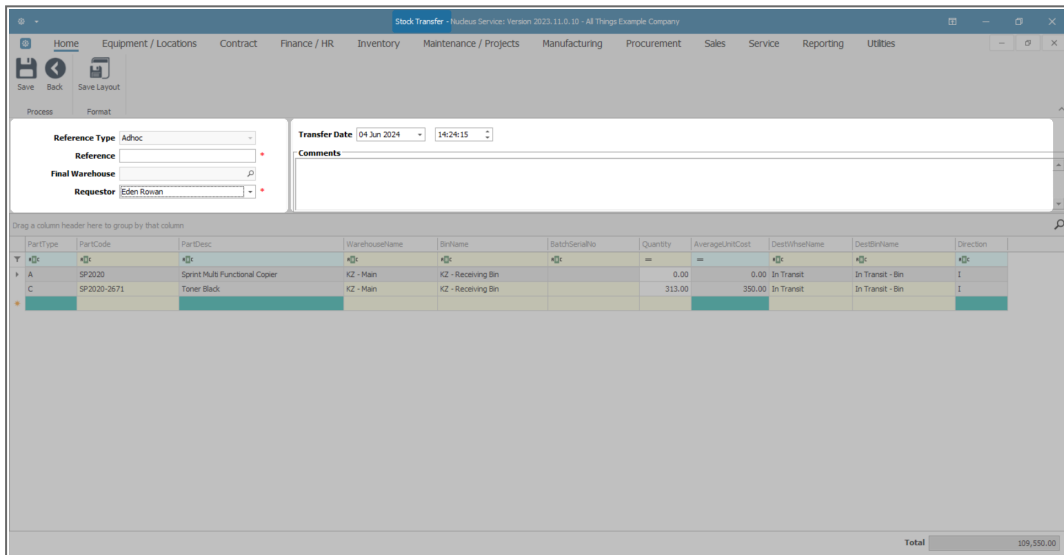 Stock Transfer - Nucleus Service: Version 2023.11.0.10 - All Things Example Company
Home Equipment / Locations Contract Finance / HR Inventory Maintenance / Projects Manufacturing Procurement Sales Service Reporting Utilities
Save Back Save Layout
Process Format
Reference Type Adhoc
Reference *
Final Warehouse
Requestor Eden Rowan *
Transfer Date 04 Jun 2024 14:24:15
Comments
Drag a column header here to group by that column
PartType PartCode PartDesc WarehouseName BinName BatchSerialNo Quantity AverageUnitCost DestWhseName DestBinName Direction
= =
A SP2020 Sprint Multi Functional Copier KZ - Main KZ - Receiving Bin 0.00 0.00 In Transit In Transit - Bin I
C SP2020-2671 Toner Black KZ - Main KZ - Receiving Bin 313.00 350.00 In Transit In Transit - Bin I
Total 109,550.00